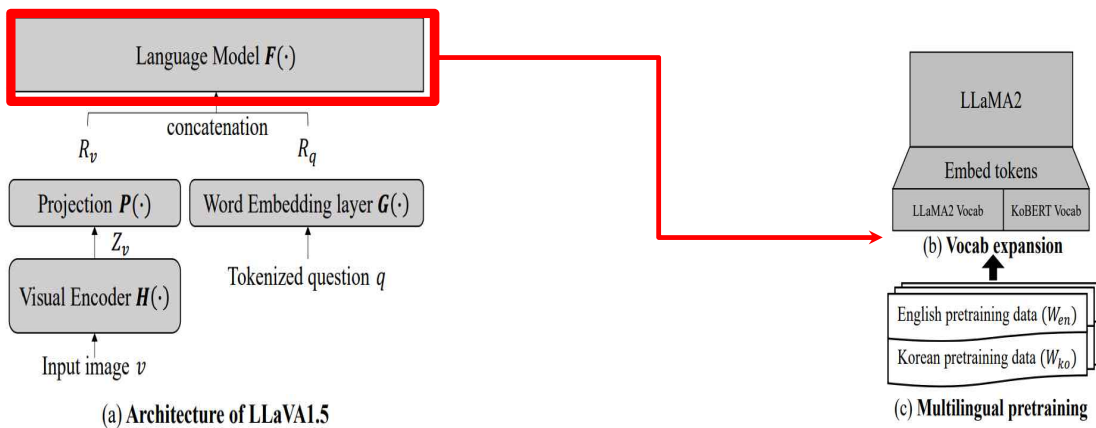 Language Model F(·)
concatenation
R_v
R_q
Projection P(·)
Word Embedding layer G(·)
Z_v
Tokenized question q
Visual Encoder H(·)
Input image v
(a) Architecture of LLaVA1.5
LLaMA2
Embed tokens
LLaMA2 Vocab
KoBERT Vocab
(b) Vocab expansion
English pretraining data (W_en)
Korean pretraining data (W_ko)
(c) Multilingual pretraining